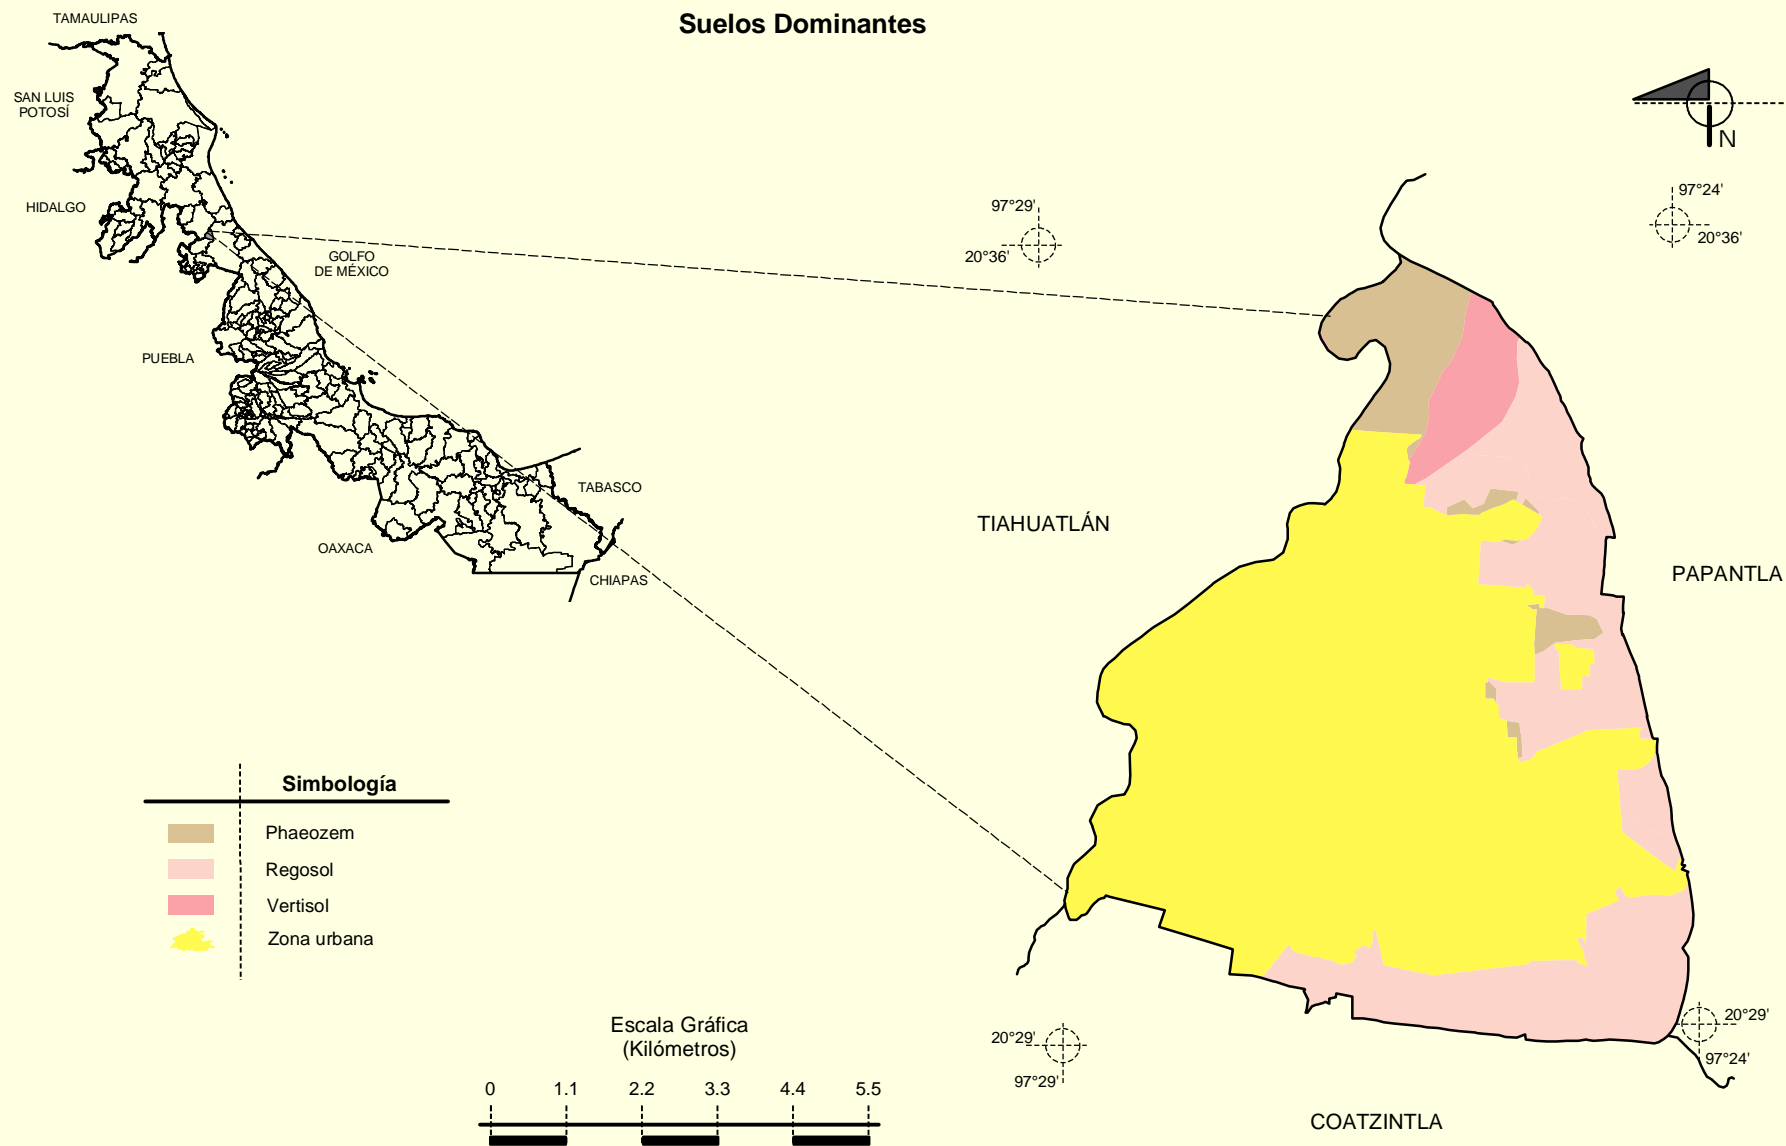 Suelos Dominantes
TAMAULIPAS
SAN LUIS
POTOSÍ
HIDALGO
GOLFO
DE MÉXICO
PUEBLA
TABASCO
OAXACA
CHIAPAS
N
97°29'
20°36'
97°24'
20°36'
TIAHUATLÁN
PAPANTLA
Simbología
Phaeozem
Regosol
Vertisol
Zona urbana
Escala Gráfica
(Kilómetros)
0 1.1 2.2 3.3 4.4 5.5
20°29'
97°29'
20°29'
97°24'
COATZINTLA